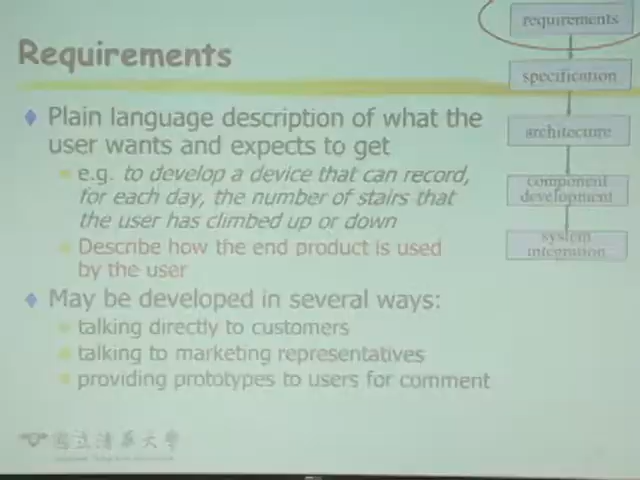 Requirements
Plain language description of what the
user wants and expects to get
e.g. to develop a device that can record,
for each day, the number of stairs that
the user has climbed up or down
Describe how the end product is used
by the user
May be developed in several ways:
talking directly to customers
talking to marketing representatives
providing prototypes to users for comment
requirements
specification
architecture
component
development
system
integration
國立清華大學